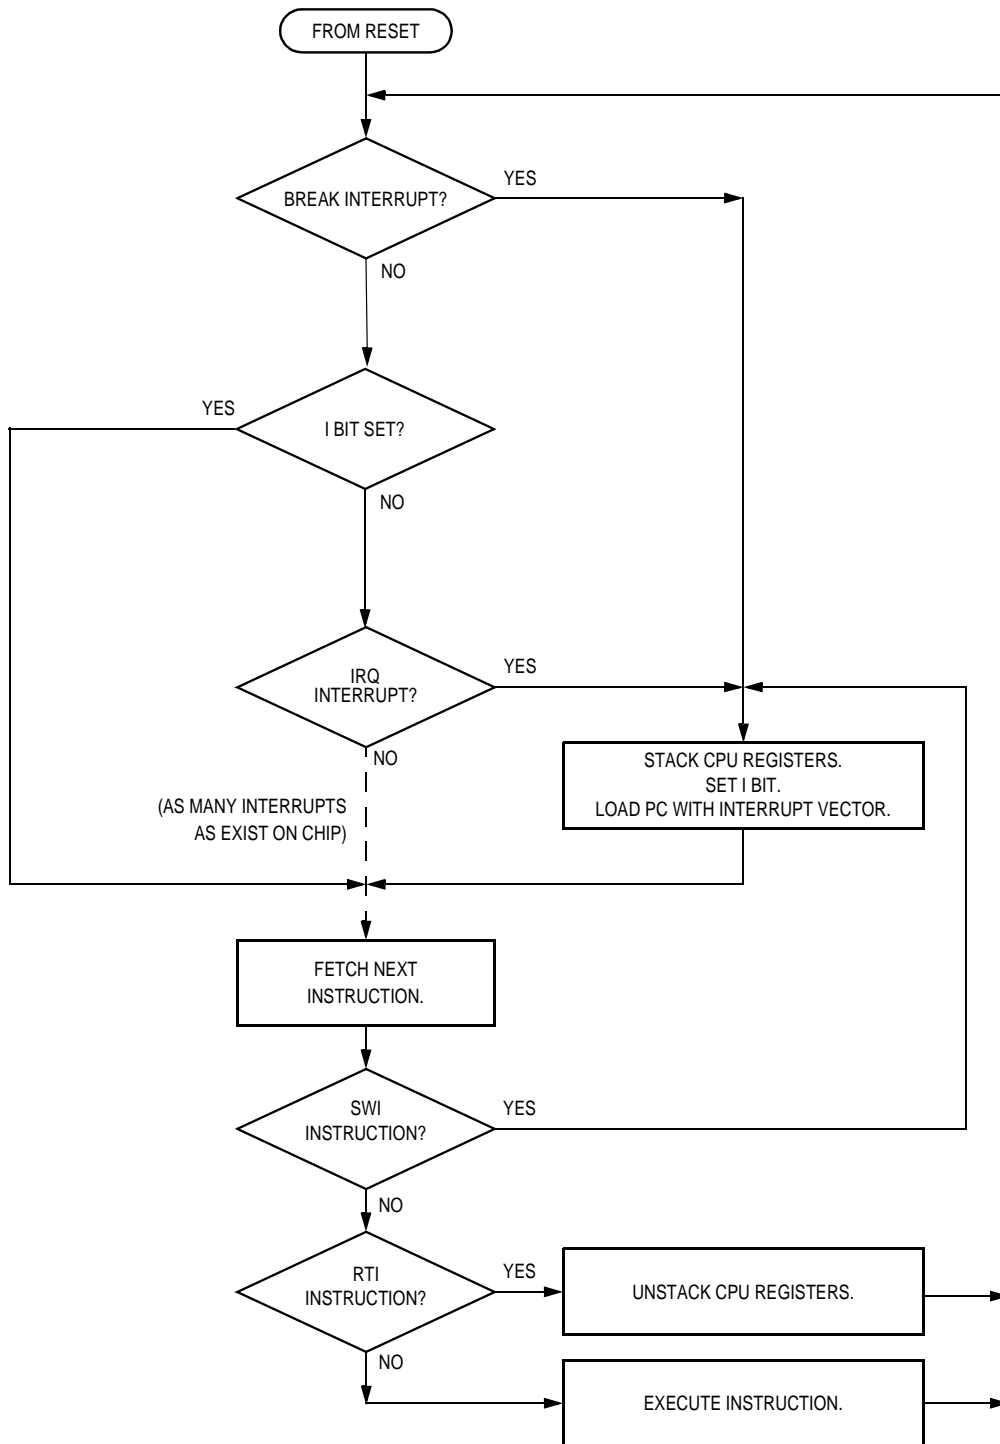 FROM RESET
BREAK INTERRUPT?
YES
NO
YES
I BIT SET?
NO
IRQ
INTERRUPT?
YES
NO
(AS MANY INTERRUPTS
AS EXIST ON CHIP)
STACK CPU REGISTERS.
SET I BIT.
LOAD PC WITH INTERRUPT VECTOR.
FETCH NEXT
INSTRUCTION.
SWI
INSTRUCTION?
YES
NO
RTI
INSTRUCTION?
YES
UNSTACK CPU REGISTERS.
NO
EXECUTE INSTRUCTION.